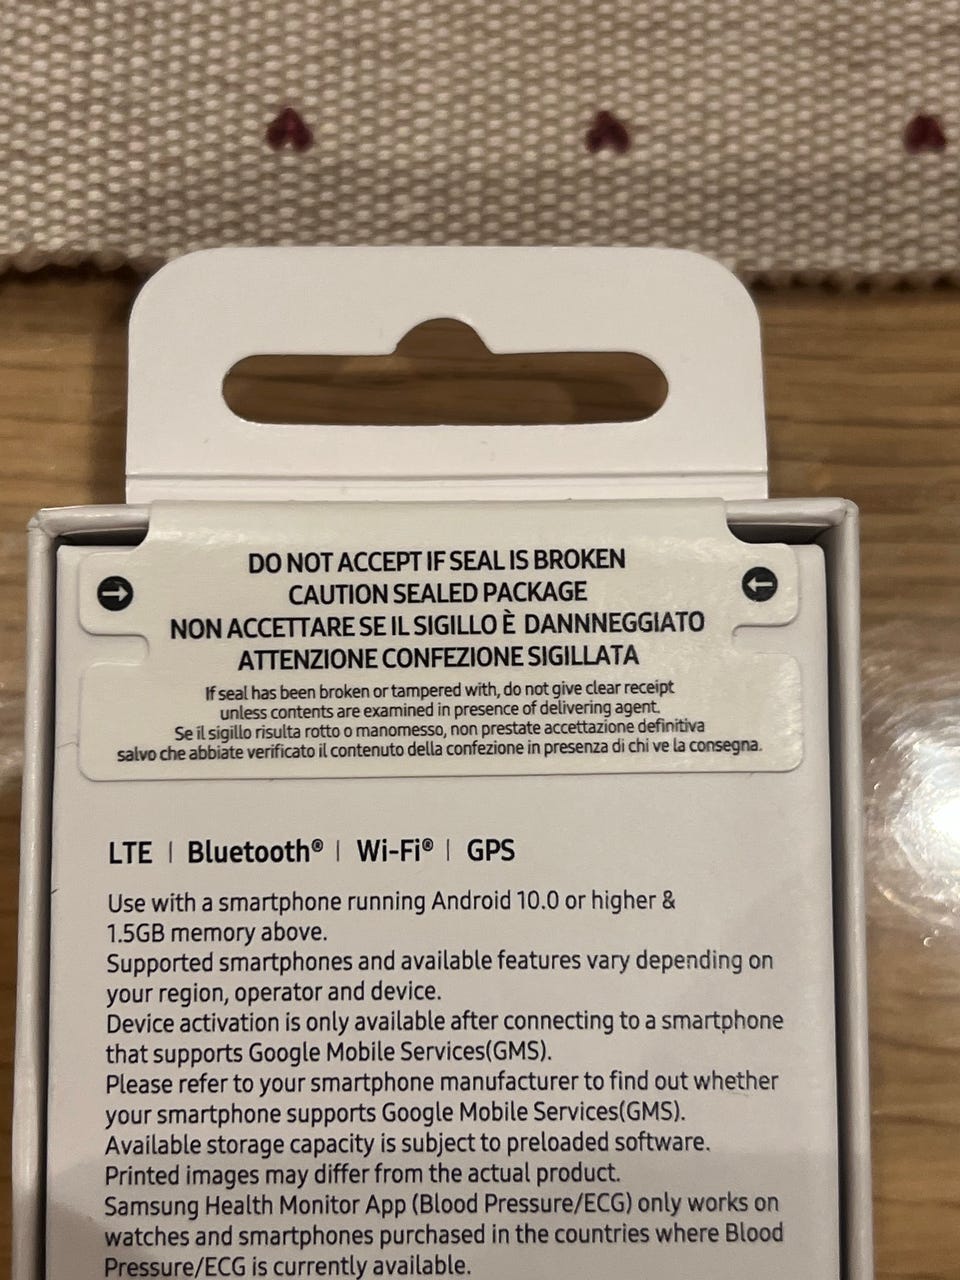 DO NOT ACCEPT IF SEAL IS BROKEN
CAUTION SEALED PACKAGE
NON ACCETTARE SE IL SIGILLO È DANNNEGGIATO
ATTENZIONE CONFEZIONE SIGILLATA
If seal has been broken or tampered with, do not give clear receipt
unless contents are examined in presence of delivering agent.
Se il sigillo risulta rotto o manomesso, non prestate accettazione definitiva
salvo che abbiate verificato il contenuto della confezione in presenza di chi ve la consegna.
LTE | Bluetooth® | Wi-Fi® | GPS
Use with a smartphone running Android 10.0 or higher &
1.5GB memory above.
Supported smartphones and available features vary depending on
your region, operator and device.
Device activation is only available after connecting to a smartphone
that supports Google Mobile Services(GMS).
Please refer to your smartphone manufacturer to find out whether
your smartphone supports Google Mobile Services(GMS).
Available storage capacity is subject to preloaded software.
Printed images may differ from the actual product.
Samsung Health Monitor App (Blood Pressure/ECG) only works on
watches and smartphones purchased in the countries where Blood
Pressure/ECG is currently available.